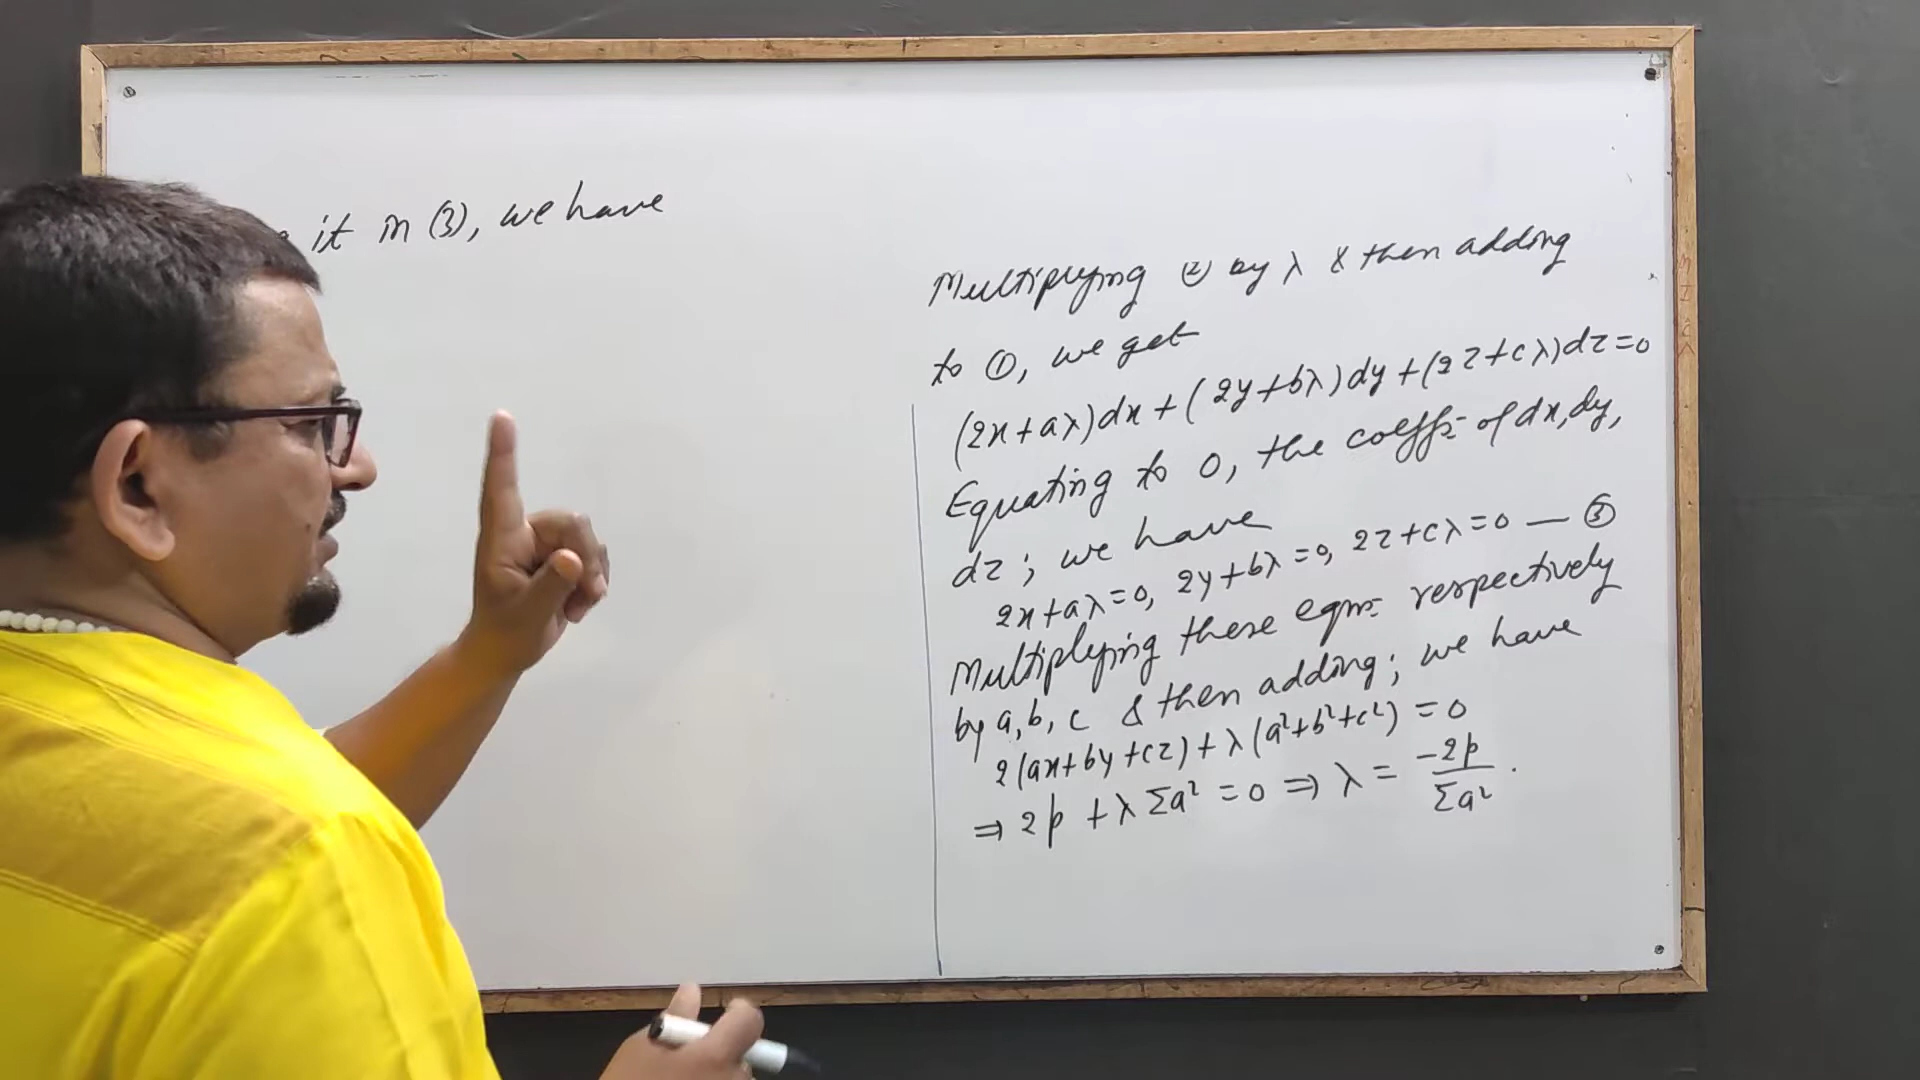 it in (3), we have
Multiplying (2) by λ & then adding
to ①, we get
(2x+aλ)dx+(2y+bλ)dy+(2z+cλ)dz=0
Equating to 0, the coeffs of dx,dy,
dz; we have
2x+aλ=0, 2y+bλ=0, 2z+cλ=0 — ③
Multiplying these eqns respectively
by a, b, c & then adding; we have
2(ax+by+cz)+λ(a²+b²+c²)=0
⇒ 2p+λΣa²=0 ⇒ λ = -2p/Σa².